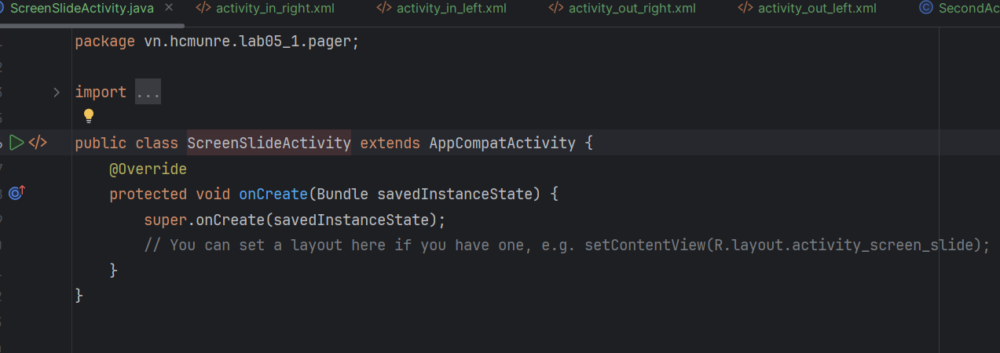 ScreenSlideActivity.java activity_in_right.xml activity_in_left.xml activity_out_right.xml activity_out_left.xml SecondAc
package vn.hcmunre.lab05_1.pager;
import ...
public class ScreenSlideActivity extends AppCompatActivity {
@Override
protected void onCreate(Bundle savedInstanceState) {
super.onCreate(savedInstanceState);
// You can set a layout here if you have one, e.g. setContentView(R.layout.activity_screen_slide);
}
}